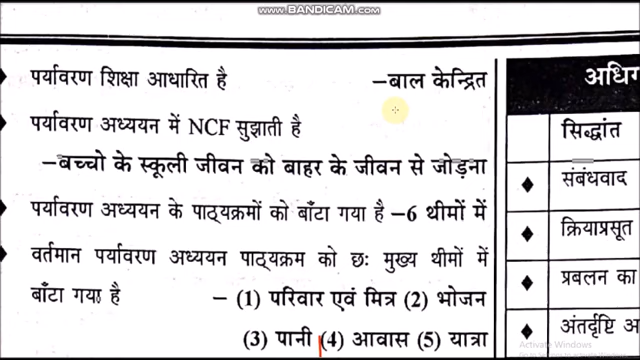 WWW.BANDICAM.COM
पर्यावरण शिक्षा आधारित है –बाल केन्द्रित
पर्यावरण अध्ययन में NCF सुझाती है
–बच्चो के स्कूली जीवन को बाहर के जीवन से जोड़ना
पर्यावरण अध्ययन के पाठ्यक्रमों को बाँटा गया है –6 थीमों में
वर्तमान पर्यावरण अध्ययन पाठ्यक्रम को छः मुख्य थीमों में
बाँटा गया है – (1) परिवार एवं मित्र (2) भोजन
(3) पानी (4) आवास (5) यात्रा
सिद्धांत
संबंधवाद
क्रियाप्रसूत
प्रबलन का
अंतर्दृष्टि
Activate Windows